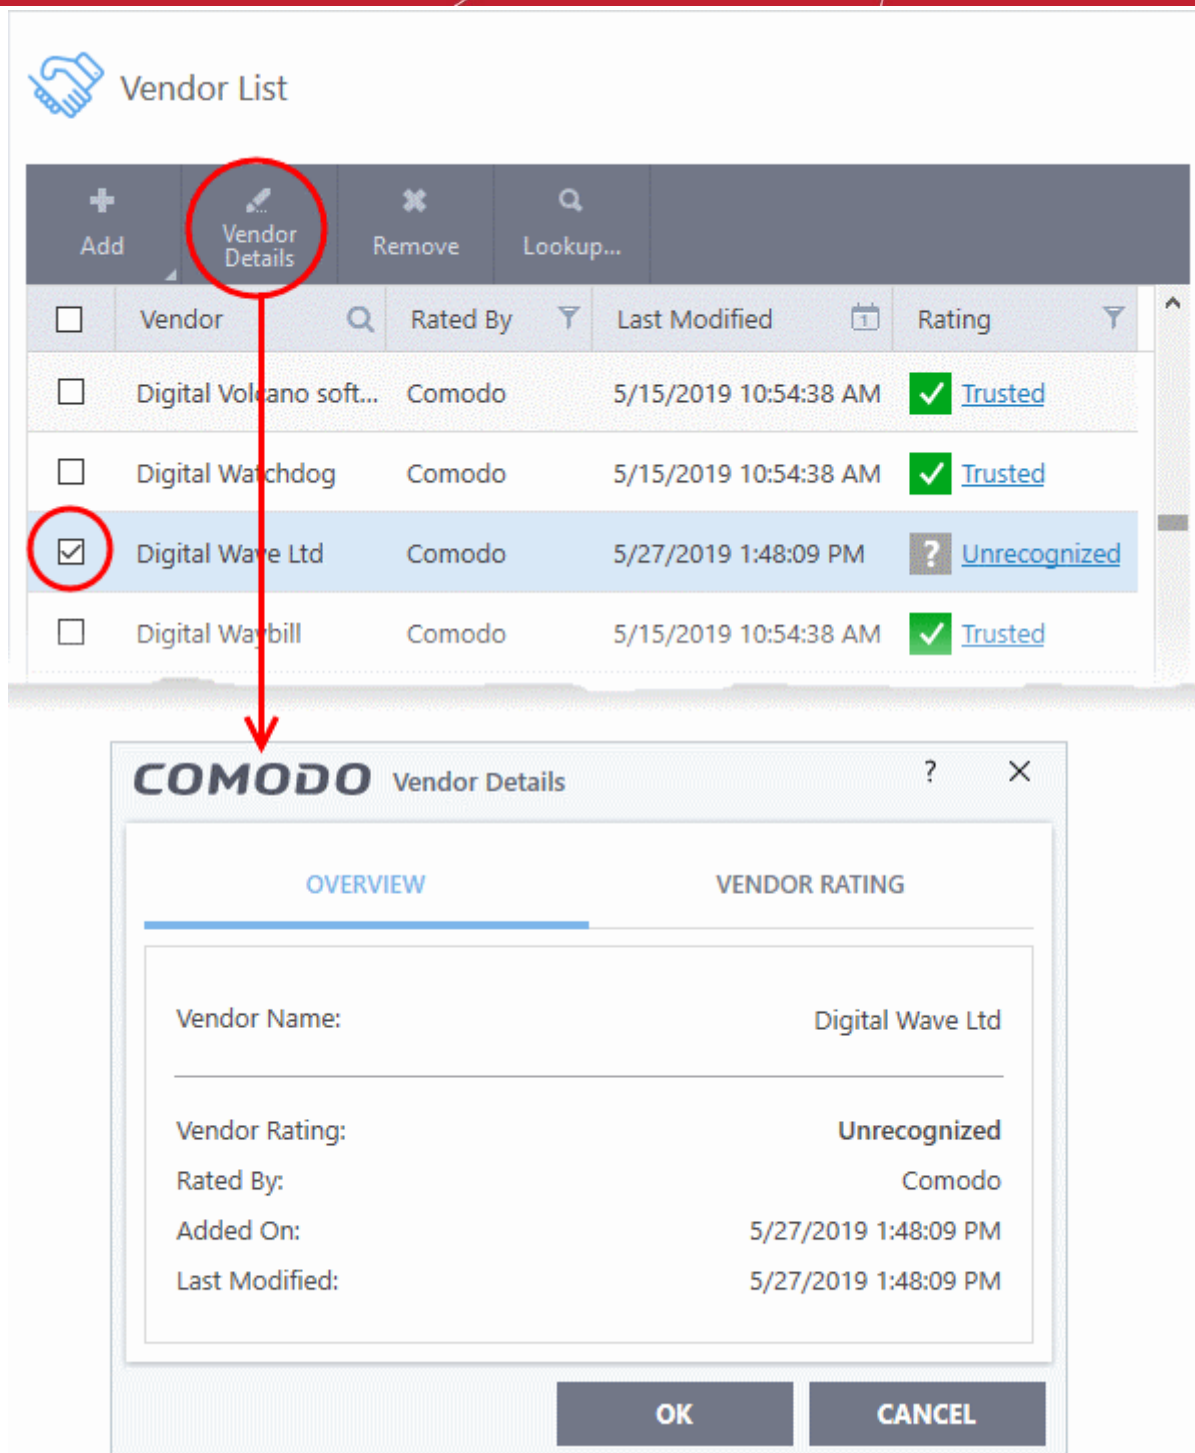 Vendor List
Add
Vendor
Details
Remove
Lookup...
Vendor Rated By 1 Last Modified Rating
Digital Volcano soft... Comodo 5/15/2019 10:54:38 AM Trusted
Digital Watchdog Comodo 5/15/2019 10:54:38 AM Trusted
Digital Wave Ltd Comodo 5/27/2019 1:48:09 PM ? Unrecognized
Digital Waybill Comodo 5/15/2019 10:54:38 AM Trusted
COMODO Vendor Details ?
OVERVIEW VENDOR RATING
Vendor Name: Digital Wave Ltd
Vendor Rating: Unrecognized
Rated By: Comodo
Added On: 5/27/2019 1:48:09 PM
Last Modified: 5/27/2019 1:48:09 PM
OK CANCEL